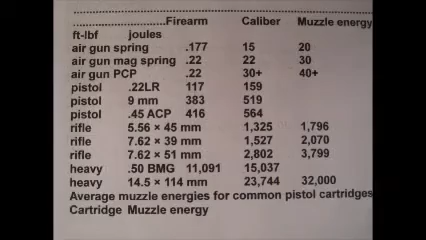 ..............................
........................Firearm Caliber Muzzle energy
ft-lbf joules
air gun spring .177 15 20
air gun mag spring .22 22 30
air gun PCP .22 30+ 40+
pistol .22LR 117 159
pistol 9 mm 383 519
pistol .45 ACP 416 564
rifle 5.56 × 45 mm 1,325 1,796
rifle 7.62 × 39 mm 1,527 2,070
rifle 7.62 × 51 mm 2,802 3,799
heavy .50 BMG 11,091 15,037
heavy 14.5 × 114 mm 23,744 32,000
Average muzzle energies for common pistol cartridges
Cartridge Muzzle energy